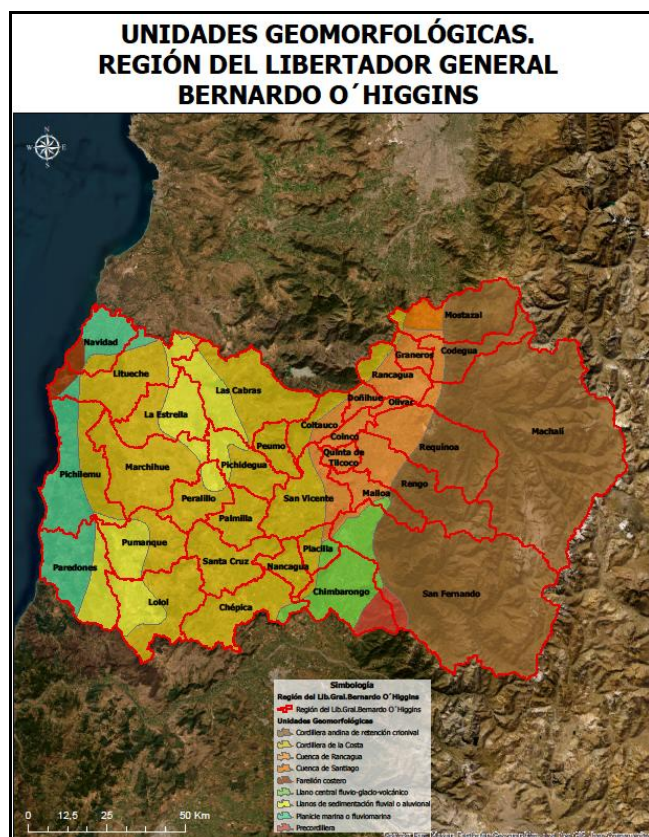 UNIDADES GEOMORFOLÓGICAS.
REGIÓN DEL LIBERTADOR GENERAL
BERNARDO O´HIGGINS
N
W
E
S
Mostazal
Navidad
Graneros
Codegua
Litueche
Rancagua
Las Cabras
Doñihue
Olivar
La Estrella
Coltauco
Machalí
Coinco
Peumo
Requinoa
Quinta de
Tilcoco
Marchihue
Pichidegua
Pichilemu
Rengo
Malloa
Peralillo
San Vicente
Palmilla
Pumanque
Placilla
Paredones
Santa Cruz
Nancagua
Chimbarongo
San Fernando
Lolol
Chépica
Simbología
Región del Lib.Gral.Bernardo O´Higgins
Región del Lib.Gral.Bernardo O´Higgins
Unidades Geomorfológicas
Cordillera andina de retención crionival
Cordillera de la Costa
Cuenca de Rancagua
Cuenca de Santiago
Farellón costero
Llano central fluvio-glacio-volcánico
Llanos de sedimentación fluvial o aluvional
Planicie marina o fluviomarina
Precordillera
0 12,5 25 50 Km